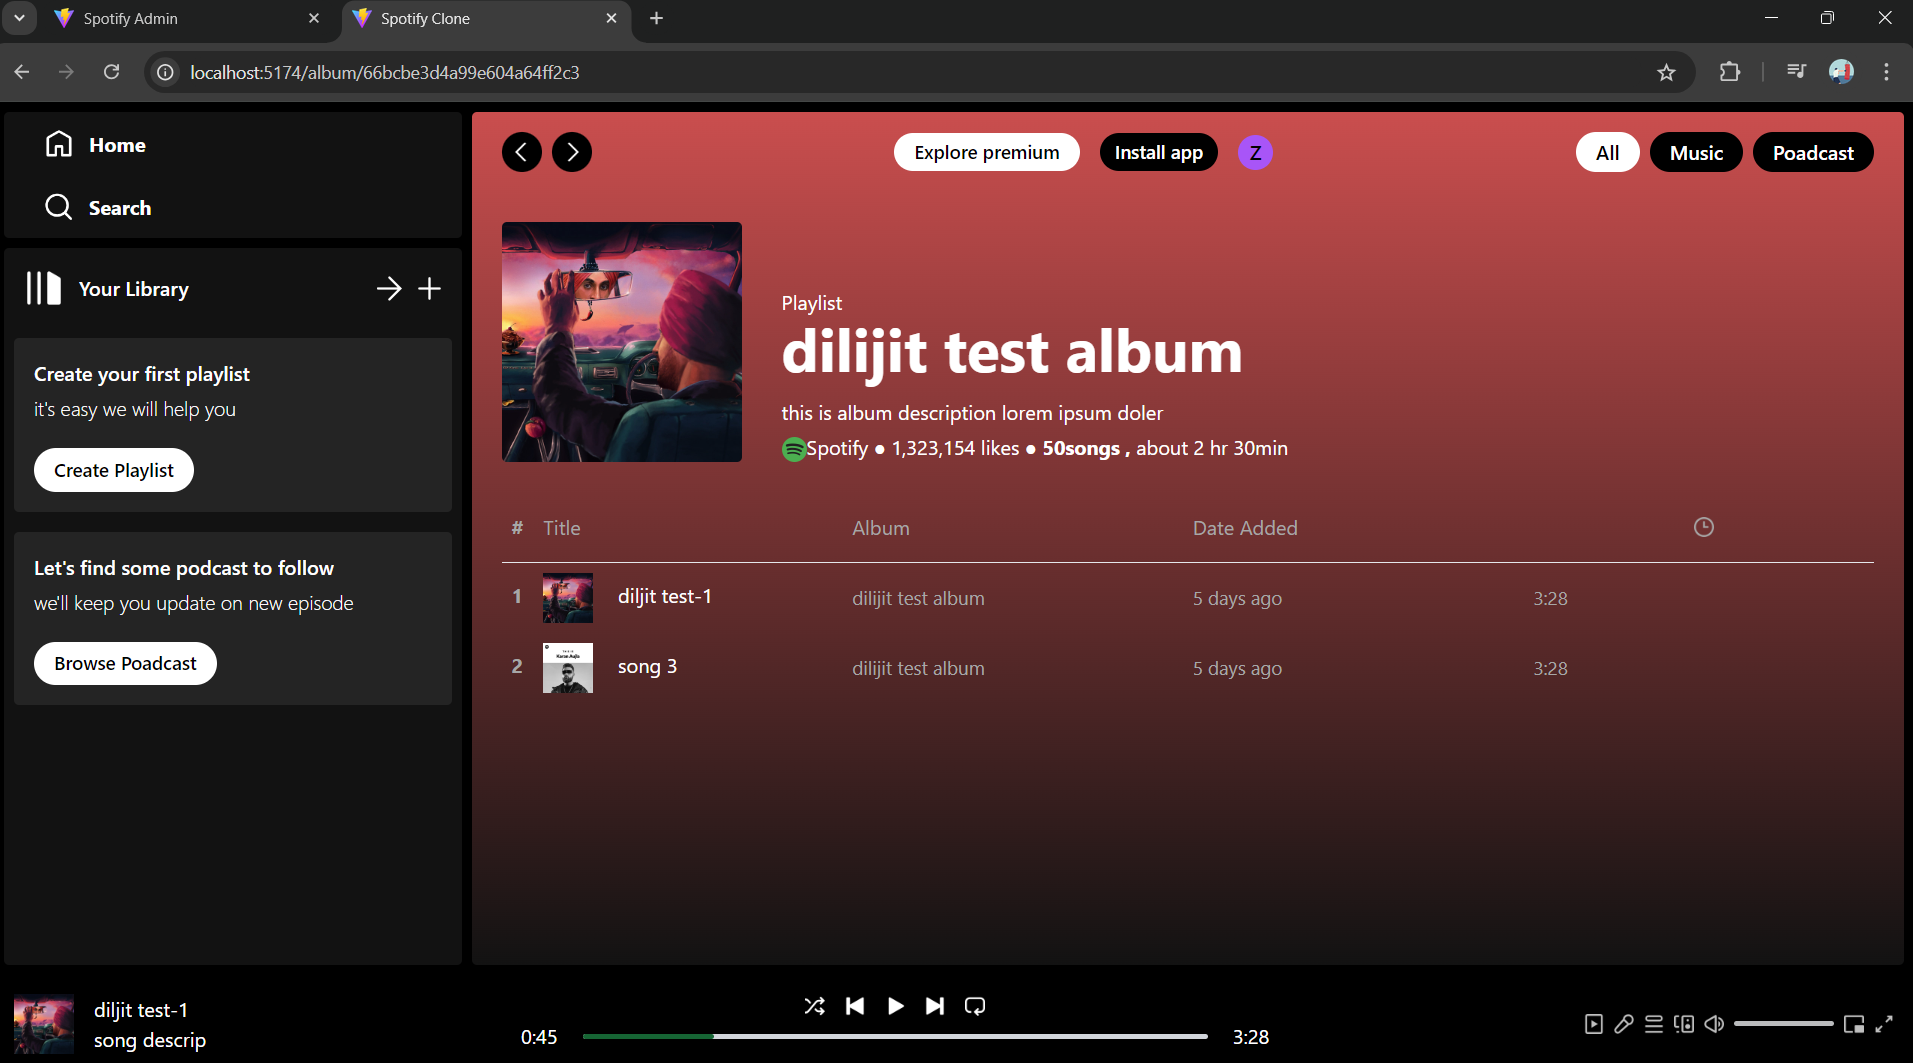 Spotify Admin
Spotify Clone
localhost:5174/album/66bcbe3d4a99e604a64ff2c3
Home
Search
Your Library
Create your first playlist
it's easy we will help you
Create Playlist
Let's find some podcast to follow
we'll keep you update on new episode
Browse Poadcast
Explore premium
Install app
Z
All
Music
Poadcast
Playlist
dilijit test album
this is album description lorem ipsum doler
Spotify • 1,323,154 likes • 50songs , about 2 hr 30min
# Title Album Date Added
1 diljit test-1 dilijit test album 5 days ago 3:28
2 song 3 dilijit test album 5 days ago 3:28
diljit test-1
song descrip
0:45
3:28